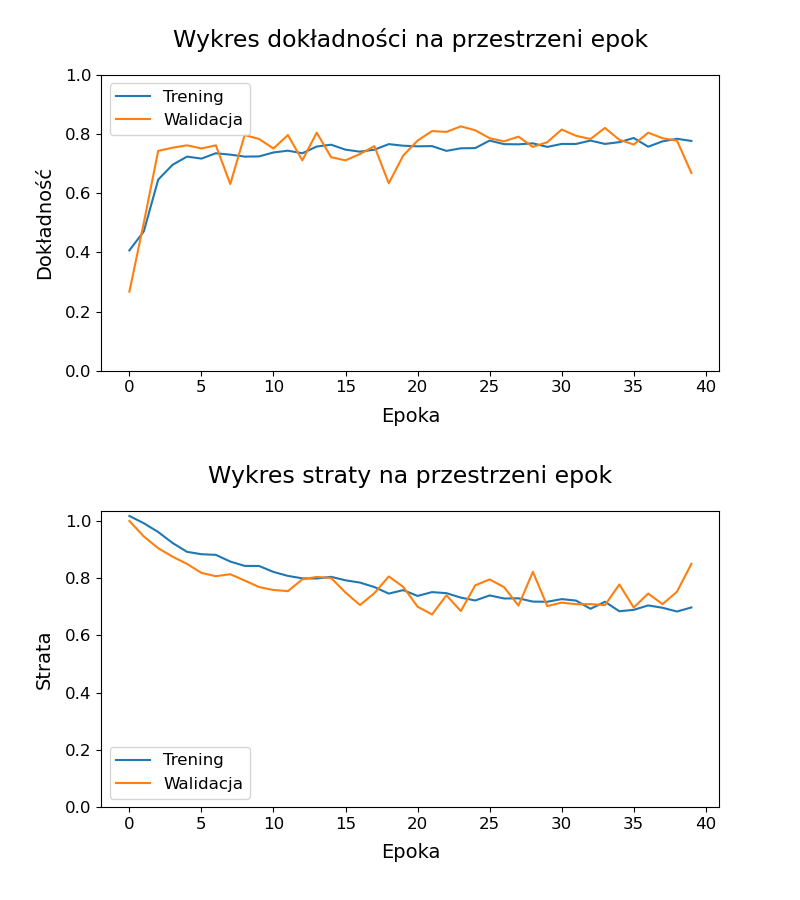 Wykres dokładności na przestrzeni epok
1.0
0.8
0.6
0.4
0.2
0.0
Dokładność
Trening
Walidacja
0 5 10 15 20 25 30 35 40
Epoka
Wykres straty na przestrzeni epok
1.0
0.8
0.6
0.4
0.2
0.0
Strata
Trening
Walidacja
0 5 10 15 20 25 30 35 40
Epoka